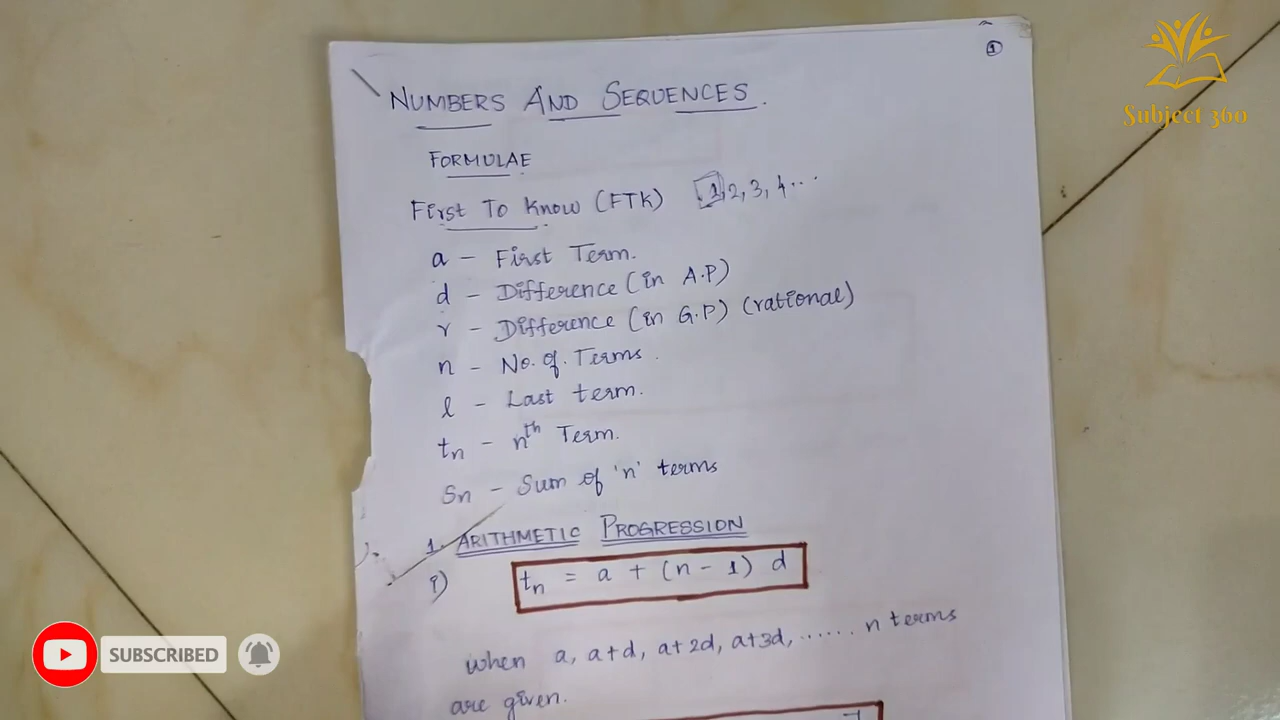 ①
NUMBERS AND SEQUENCES.
FORMULAE
First To Know (FTK) 1, 2, 3, 4...
a - First Term.
d - Difference (in A.P)
r - Difference (in G.P) (rational)
n - No. of. Terms.
l - Last term.
tn - nth Term.
Sn - Sum of 'n' terms
1. ARITHMETIC PROGRESSION
i) tn = a + (n - 1) d
when a, a+d, a+2d, a+3d, ...... n terms
are given.
Subject 360
SUBSCRIBED